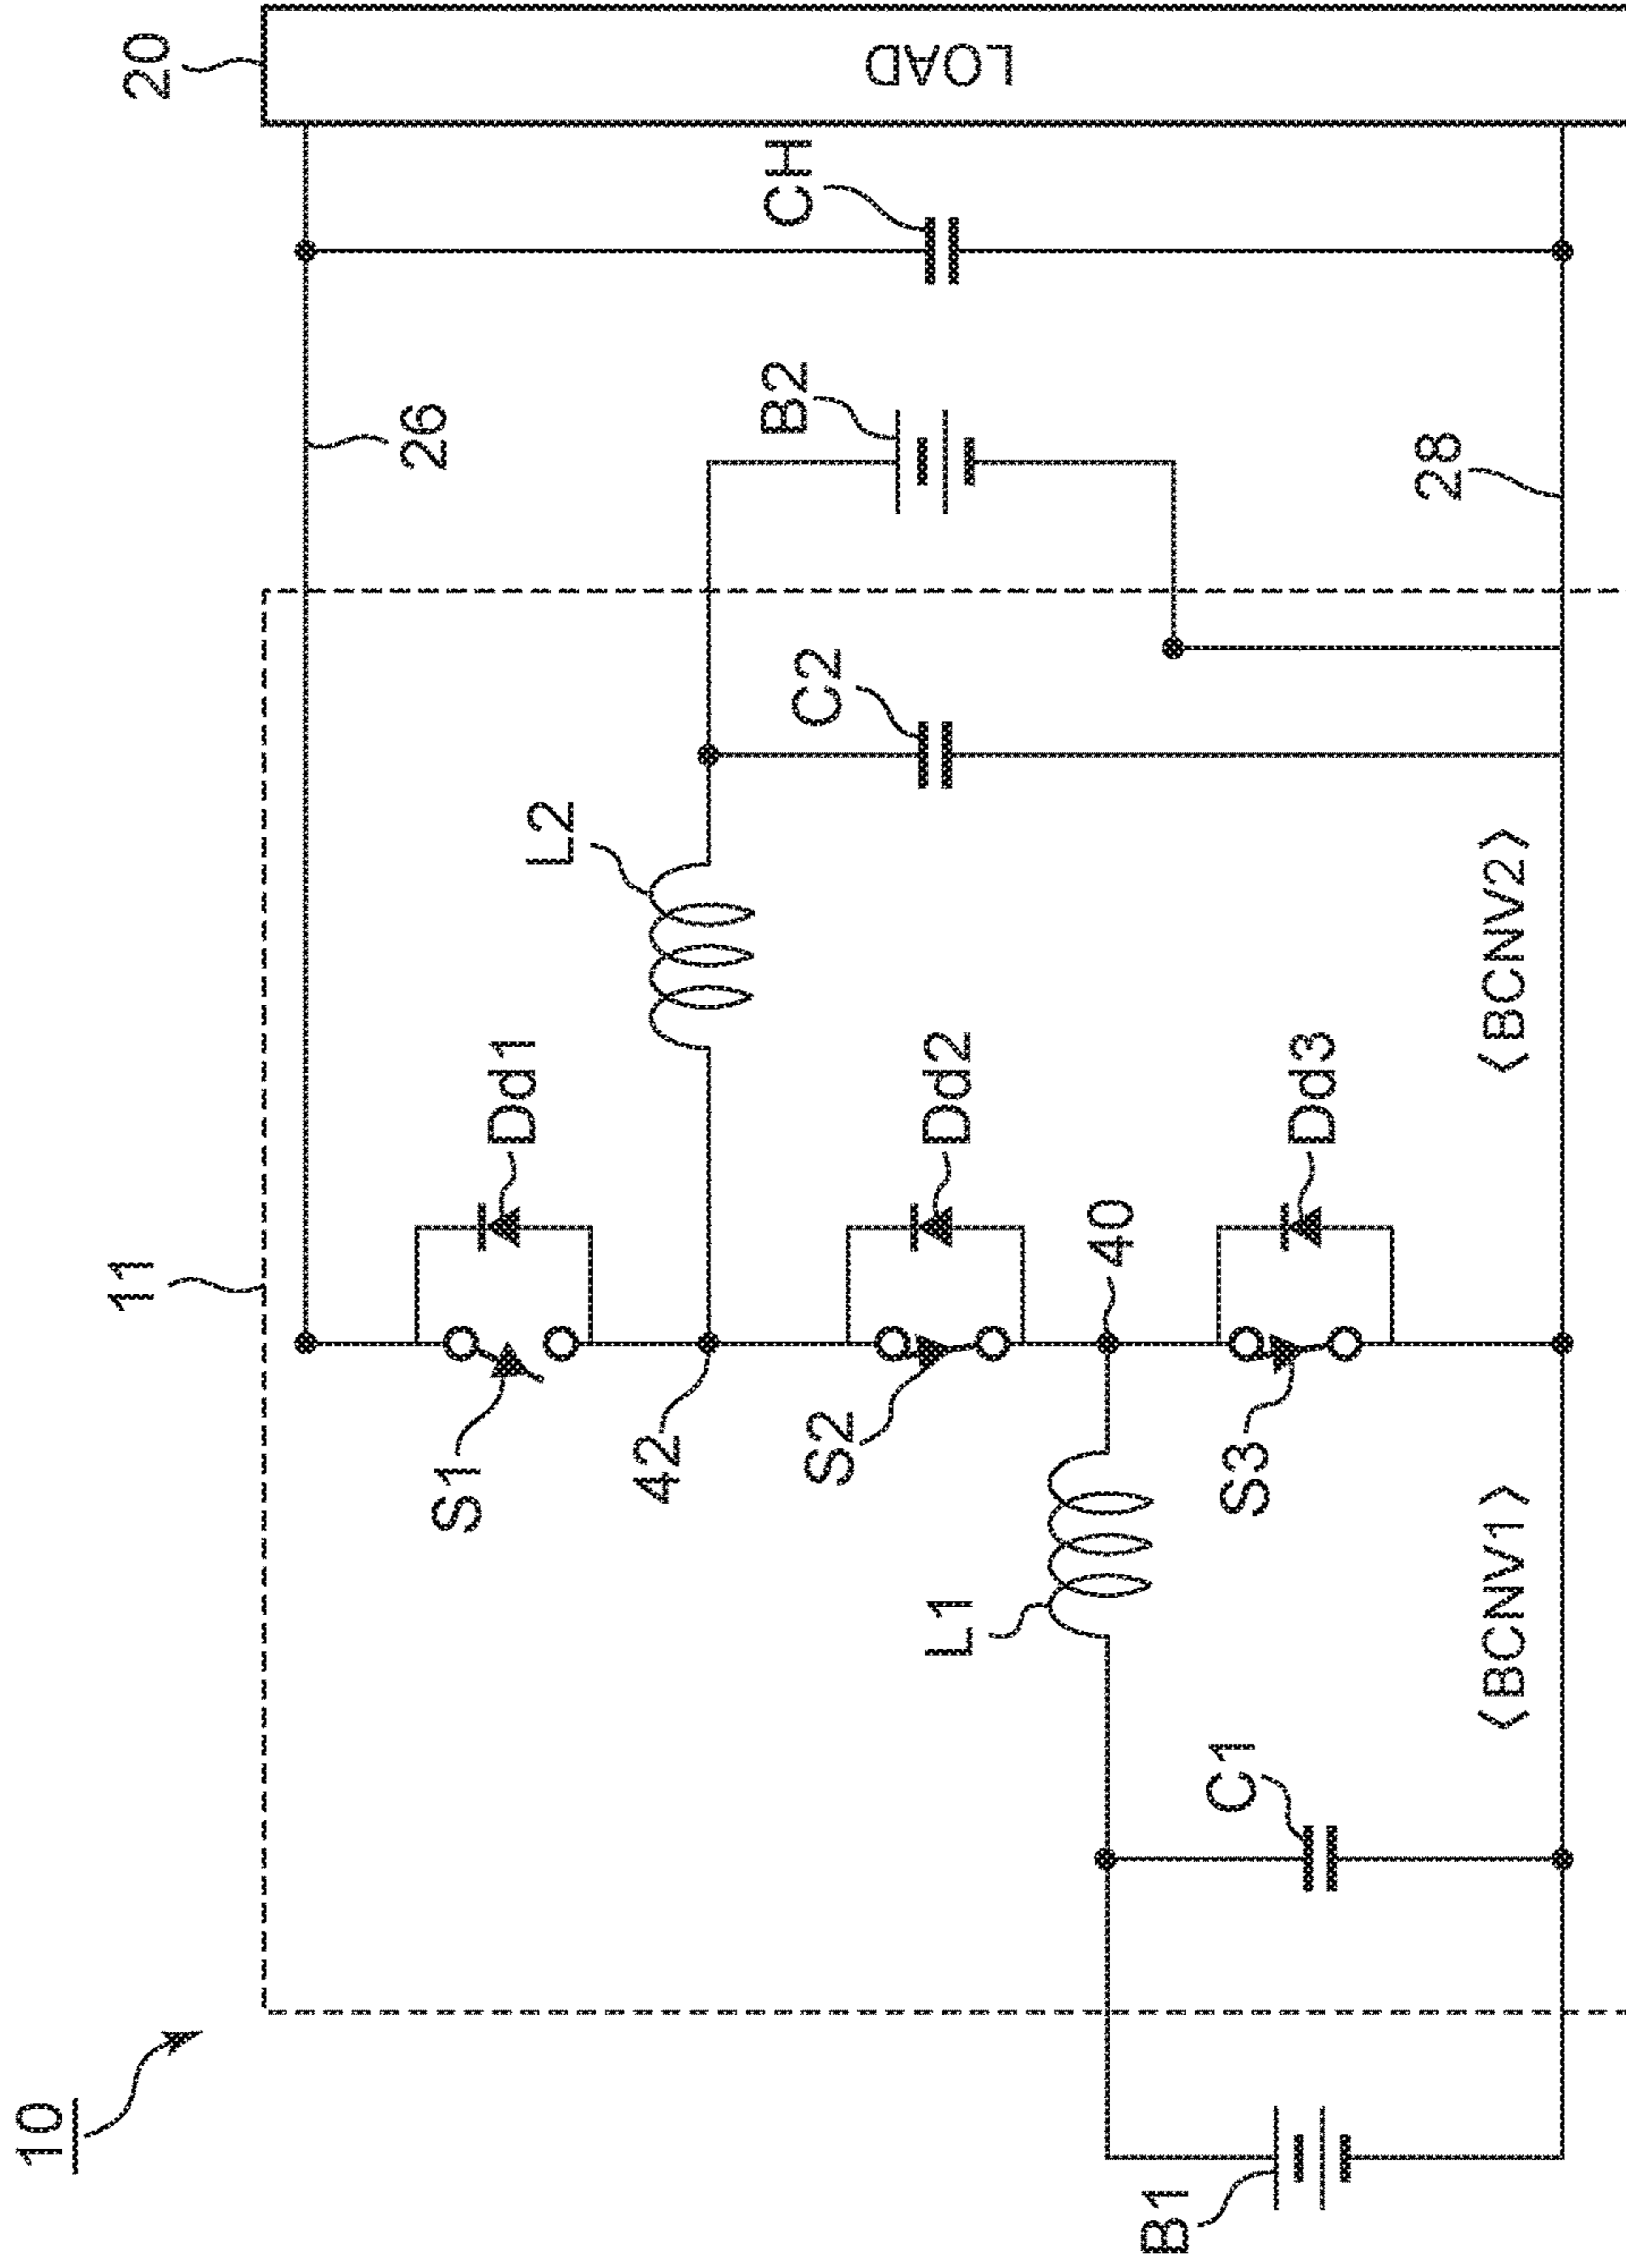 10
11
20
26
CH
B2
L2
C2
Dd1
S1
42
Dd2
S2
40
L1
Dd3
S3
C1
B1
28
LOAD
<BCNV1>
<BCNV2>